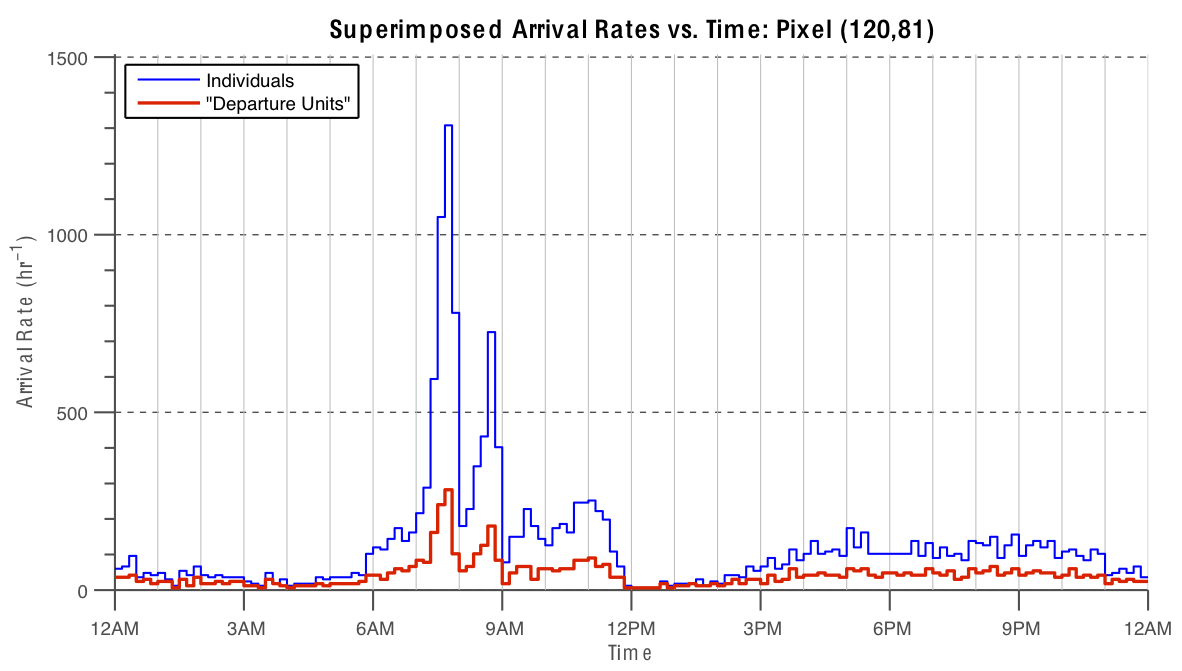 Superimposed Arrival Rates vs. Time: Pixel (120,81)
1500
Individuals
"Departure Units"
1000
Arrival Rate (hr⁻¹)
500
0
12AM 3AM 6AM 9AM 12PM 3PM 6PM 9PM 12AM
Time